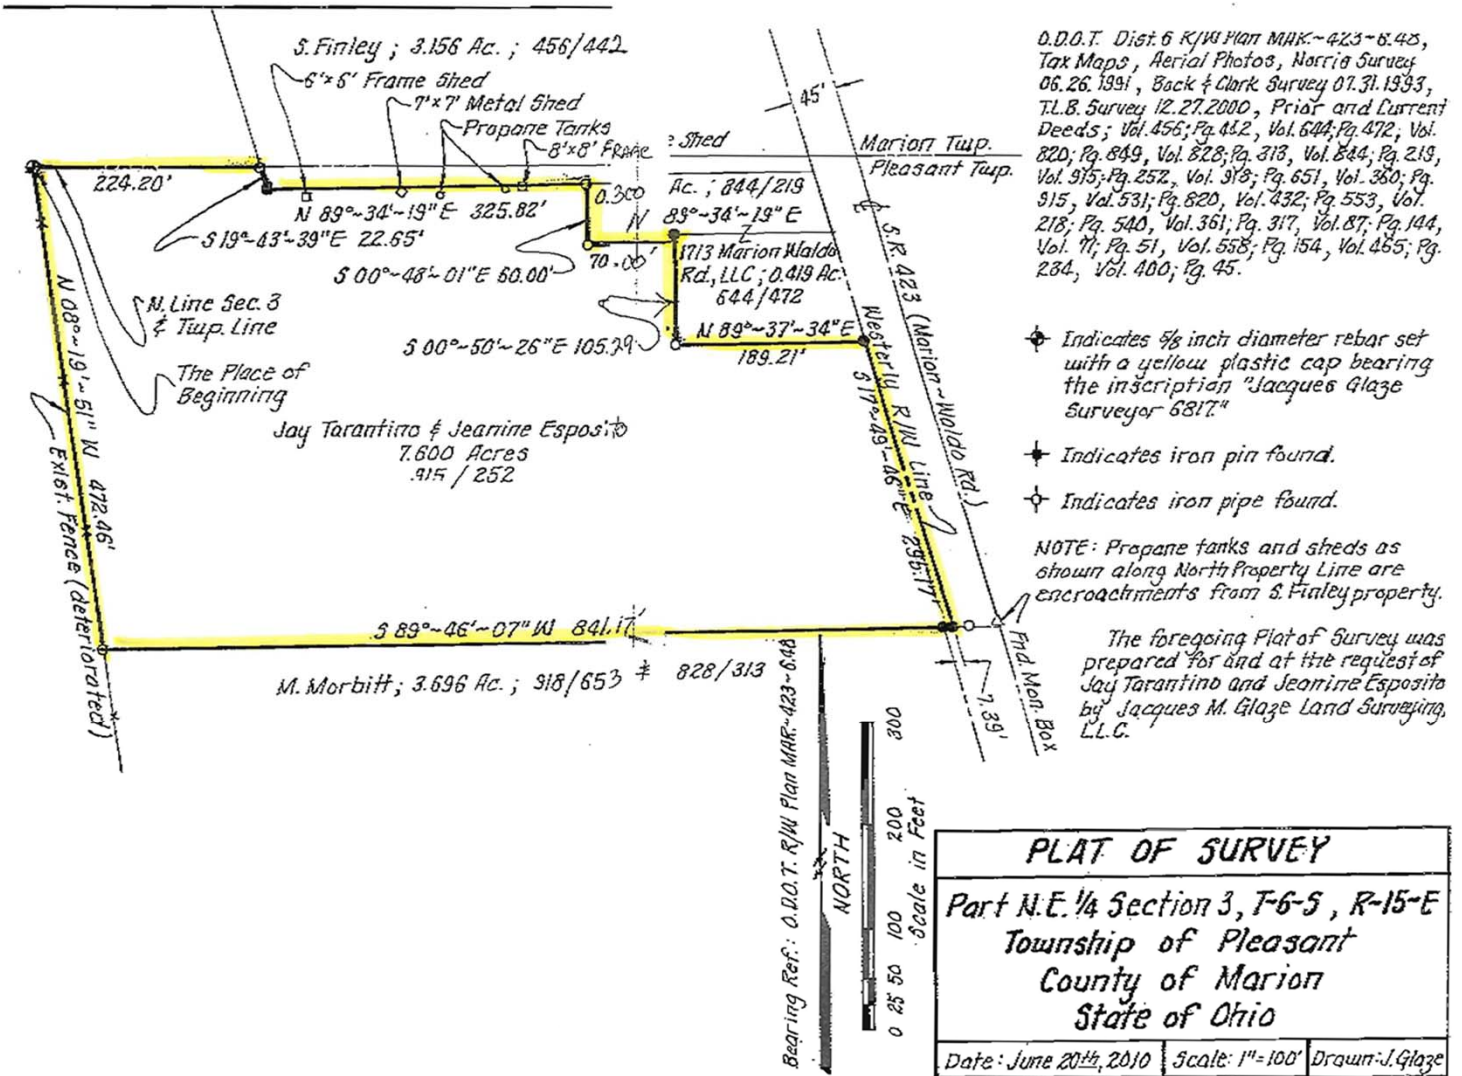 S. Finley ; 3.156 Ac. ; 456/442
6'x6' Frame Shed
7'x7' Metal Shed
Propane Tanks
8'x8' FRAME
Shed
45'
Marion Twp.
Pleasant Twp.
224.20'
N 89°~34'~19"E 325.82'
S19°~43'~39"E 22.65'
0.300
Ac. ; 844/219
N 89°~34'~19"E
S 00°~48'~01"E 60.00'
70.00'
1713 Marion Waldo
Rd., LLC ; 0.419 Ac.
644/472
S 00°~50'~26"E 105.29'
N 89°~37'~34"E
189.21'
N. Line Sec. 3
& Twp. Line
The Place of
Beginning
N 08°~19'~51" W 472.46'
Exist. Fence (deteriorated)
Jay Tarantino & Jeanine Esposito
7.600 Acres
915 / 252
℄ S.R. 423 (Marion~Waldo Rd.)
Westerly R/W Line
S 17°~49'~46"E
S 89°~46'~07" W 841.17'
M. Morbitt; 3.696 Ac. ; 918/653 & 828/313
7.39'
Fnd. Mon. Box
Bearing Ref.: O.D.O.T. R/W Plan MAR~423~6.48
NORTH
0 25 50 100 200 300
Scale in Feet
O.D.O.T. Dist. 6 R/W Plan MAR.~423~6.48,
Tax Maps, Aerial Photos, Norris Survey
06.26.1991, Bock & Clark Survey 07.31.1993,
T.L.B. Survey 12.27.2000, Prior and Current
Deeds; Vol. 456; Pg. 442, Vol. 644; Pg. 472, Vol.
820; Pg. 849, Vol. 828; Pg. 313, Vol. 844; Pg. 219,
Vol. 915; Pg. 252, Vol. 918; Pg. 651, Vol. 380; Pg.
915, Vol. 531; Pg. 820, Vol. 432; Pg. 553, Vol.
218; Pg. 540, Vol. 361; Pg. 317, Vol. 87; Pg. 144,
Vol. 71; Pg. 51, Vol. 558; Pg. 154, Vol. 465; Pg.
284, Vol. 400; Pg. 45.
Indicates 5/8 inch diameter rebar set
with a yellow plastic cap bearing
the inscription "Jacques Glaze
Surveyor 6817."
Indicates iron pin found.
Indicates iron pipe found.
NOTE: Propane tanks and sheds as
shown along North Property Line are
encroachments from S. Finley property.
The foregoing Plat of Survey was
prepared for and at the request of
Jay Tarantino and Jeanine Esposito
by Jacques M. Glaze Land Surveying,
L.L.C.
PLAT OF SURVEY
Part N.E. 1/4 Section 3, T-6-S, R-15-E
Township of Pleasant
County of Marion
State of Ohio
Date: June 20th, 2010 Scale: 1"=100' Drawn: J. Glaze